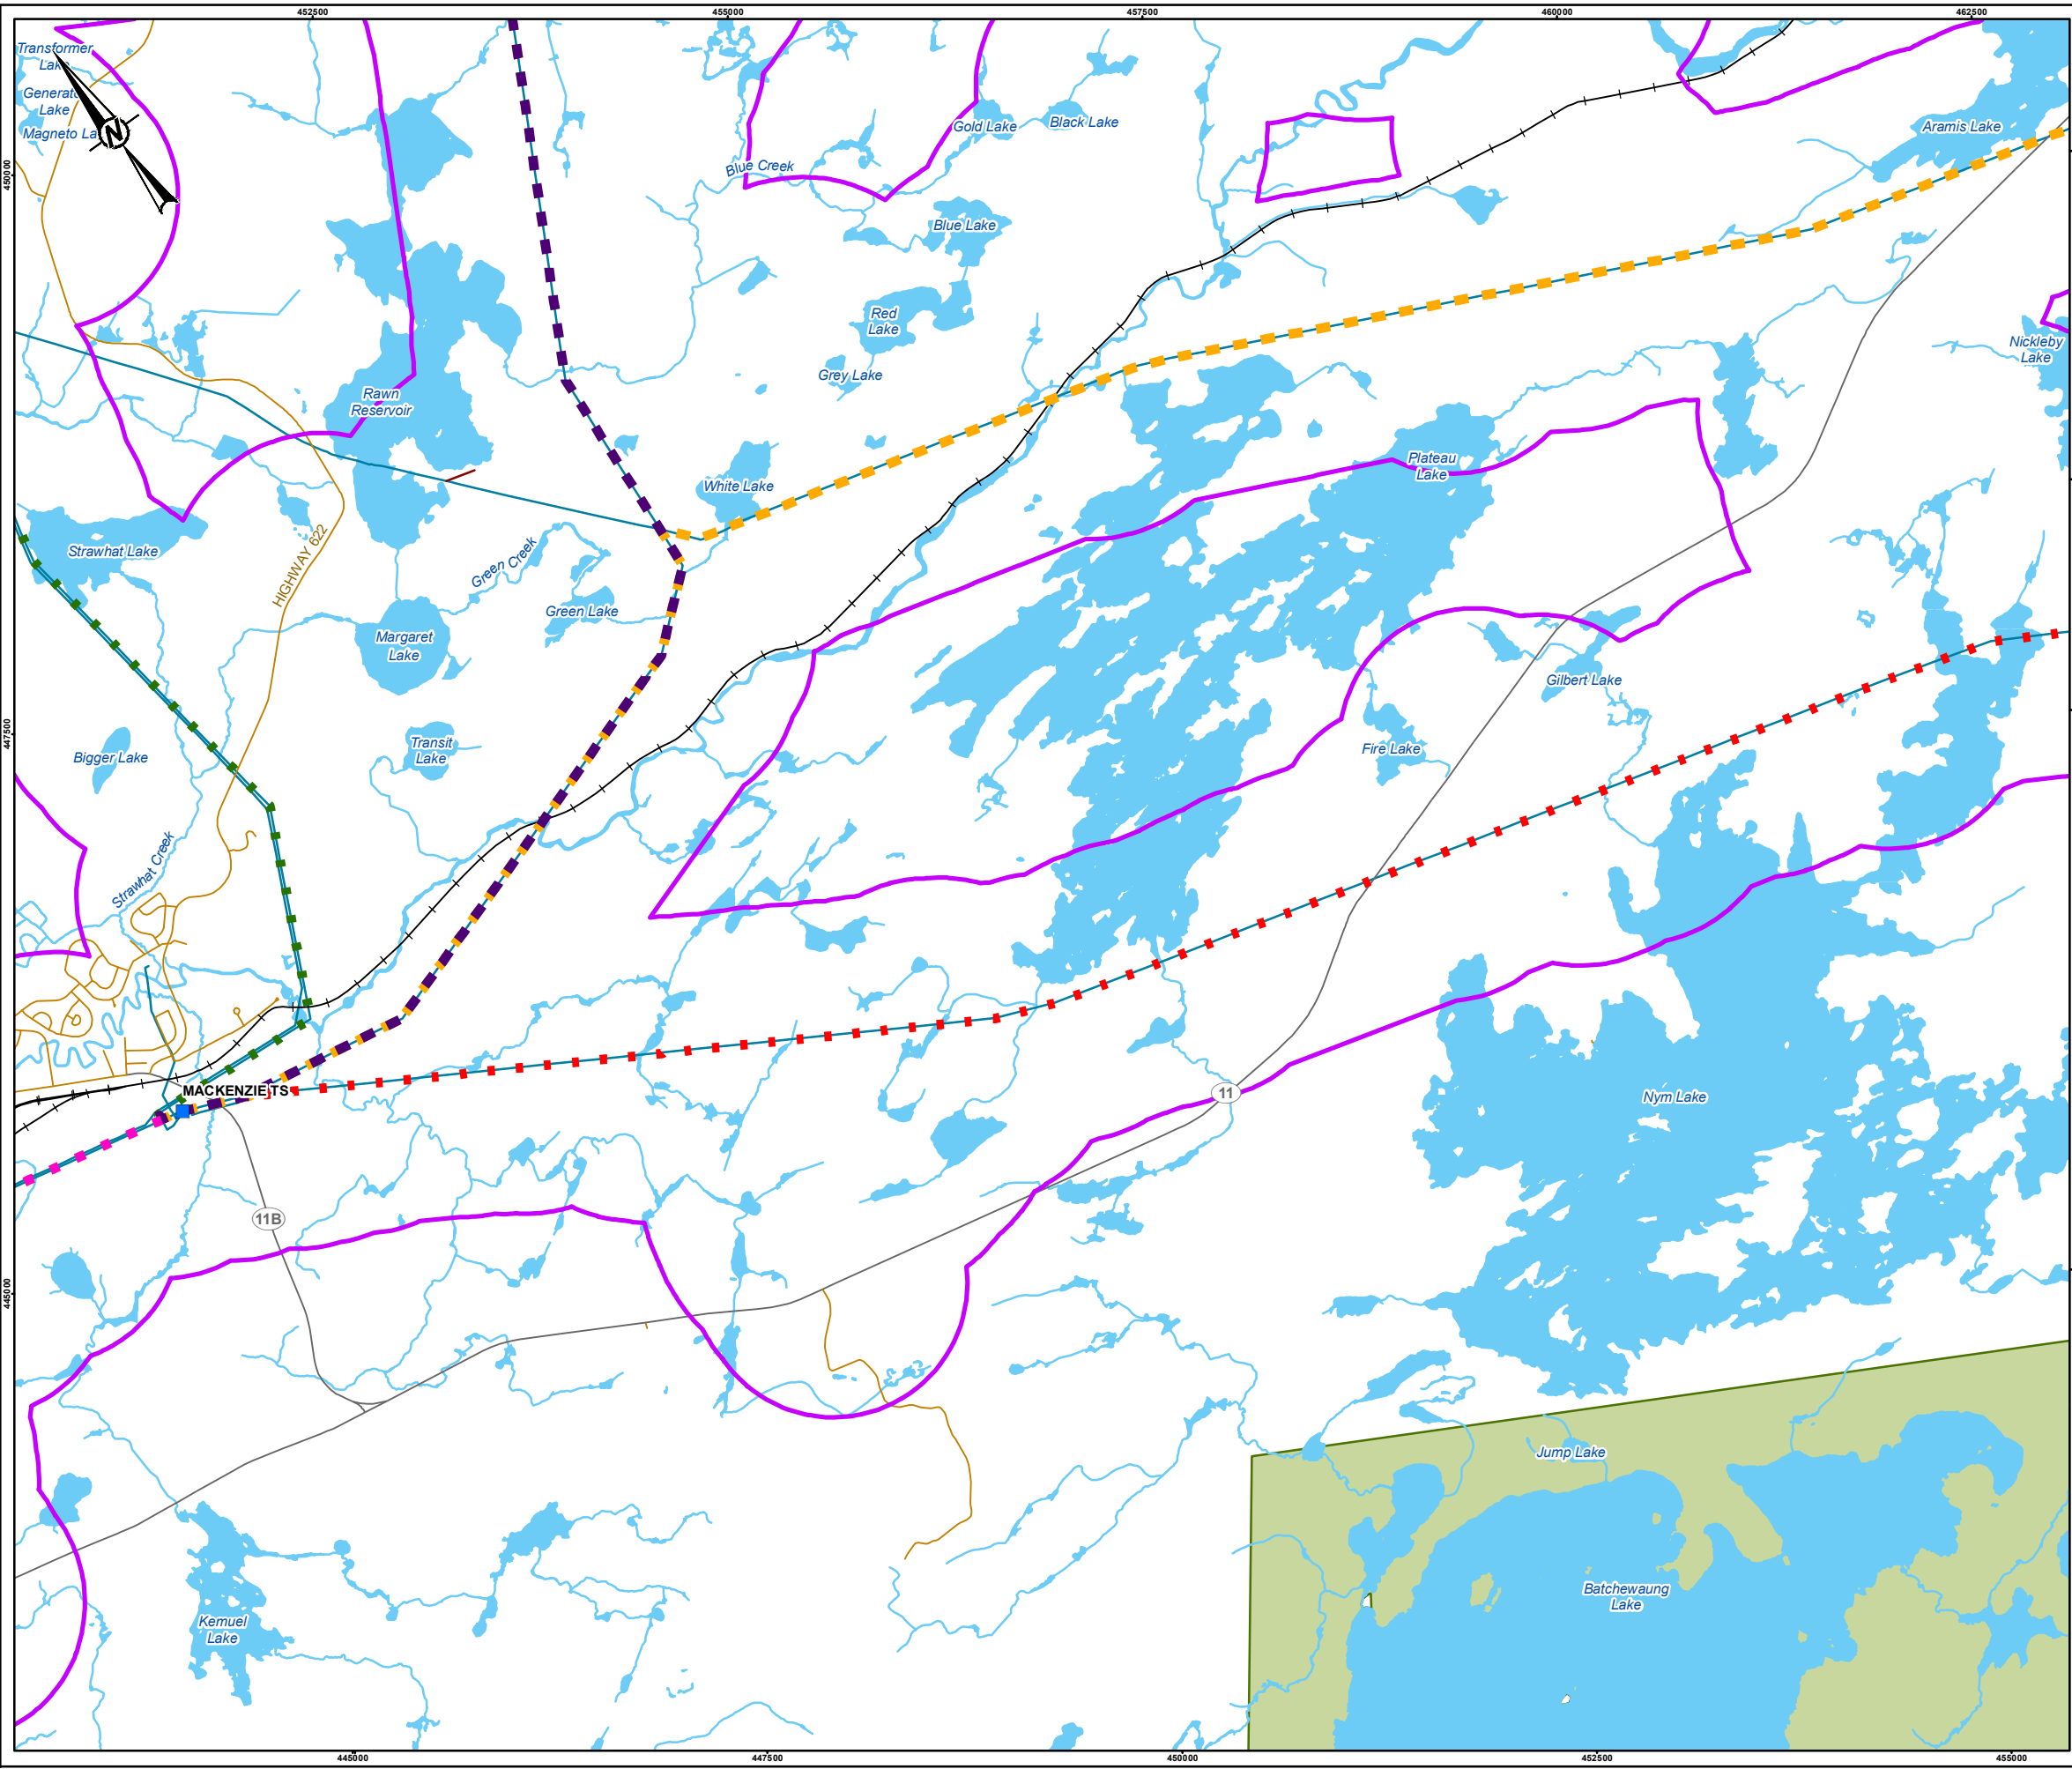 452500
455000
457500
460000
462500
Transformer
Lake
Generato
Lake
Magneto La
N
Gold Lake
Black Lake
Aramis Lake
Blue Creek
450000
Blue Lake
Red
Lake
Nickleby
Lake
Grey Lake
Rawn
Reservoir
Plateau
Lake
White Lake
Strawhat Lake
HIGHWAY 622
Green Creek
Green Lake
Margaret
Lake
Gilbert Lake
447500
Bigger Lake
Transit
Lake
Fire Lake
Strawhat Creek
MACKENZIE TS
11
Nym Lake
11B
445000
Jump Lake
Batchewaung
Lake
Kemuel
Lake
445000
447500
450000
452500
455000